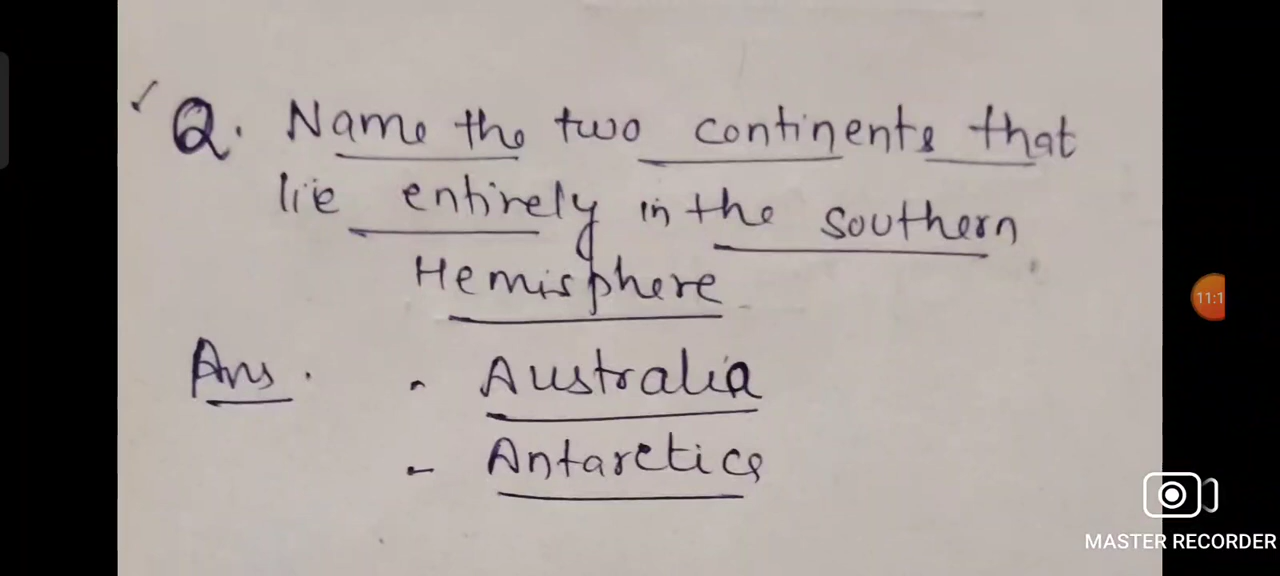 Q. Name the two continents that
lie entirely in the southern
Hemisphere
Ans. - Australia
- Antarctica
11:1
MASTER RECORDER